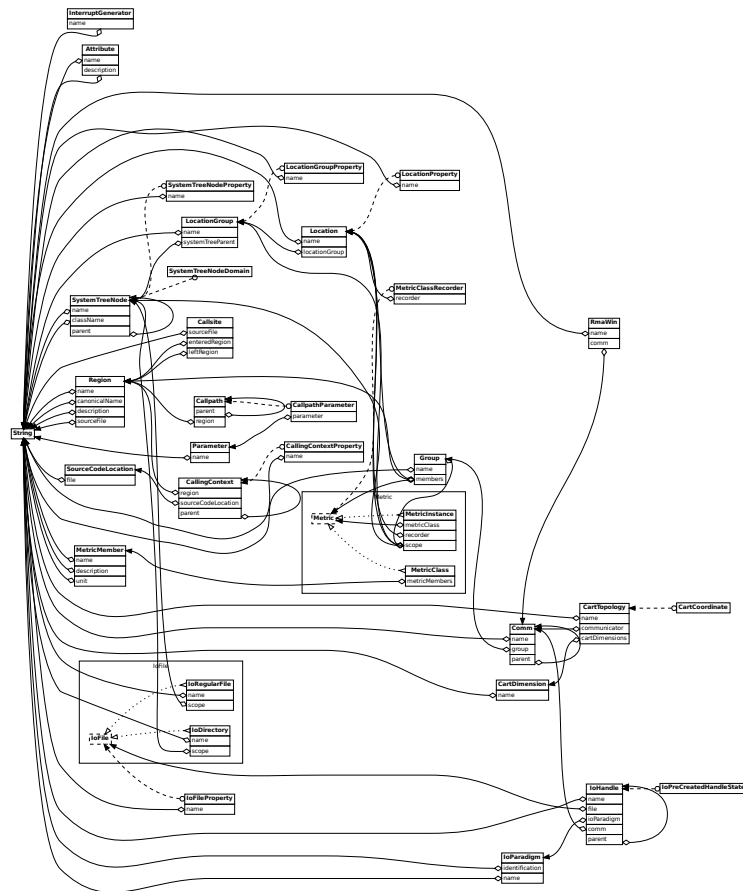 InterruptGenerator
name
Attribute
name
description
LocationGroupProperty
name
LocationProperty
name
SystemTreeNodeProperty
name
LocationGroup
name
systemTreeParent
Location
name
locationGroup
SystemTreeNodeDomain
MetricClassRecorder
recorder
SystemTreeNode
name
className
parent
Callsite
sourceFile
enteredRegion
leftRegion
RmaWin
name
comm
Region
name
canonicalName
description
sourceFile
Callpath
parent
region
CallpathParameter
parameter
String
Parameter
name
CallingContextProperty
name
Group
name
members
SourceCodeLocation
file
CallingContext
region
sourceCodeLocation
parent
Metric
Metric
MetricInstance
metricClass
recorder
scope
MetricClass
metricMembers
MetricMember
name
description
unit
CartTopology
name
communicator
cartDimensions
CartCoordinate
Comm
name
group
parent
CartDimension
name
IoFile
IoRegularFile
name
scope
IoFile
IoDirectory
name
scope
IoFileProperty
name
IoHandle
name
file
ioParadigm
comm
parent
IoPreCreatedHandleState
IoParadigm
identification
name